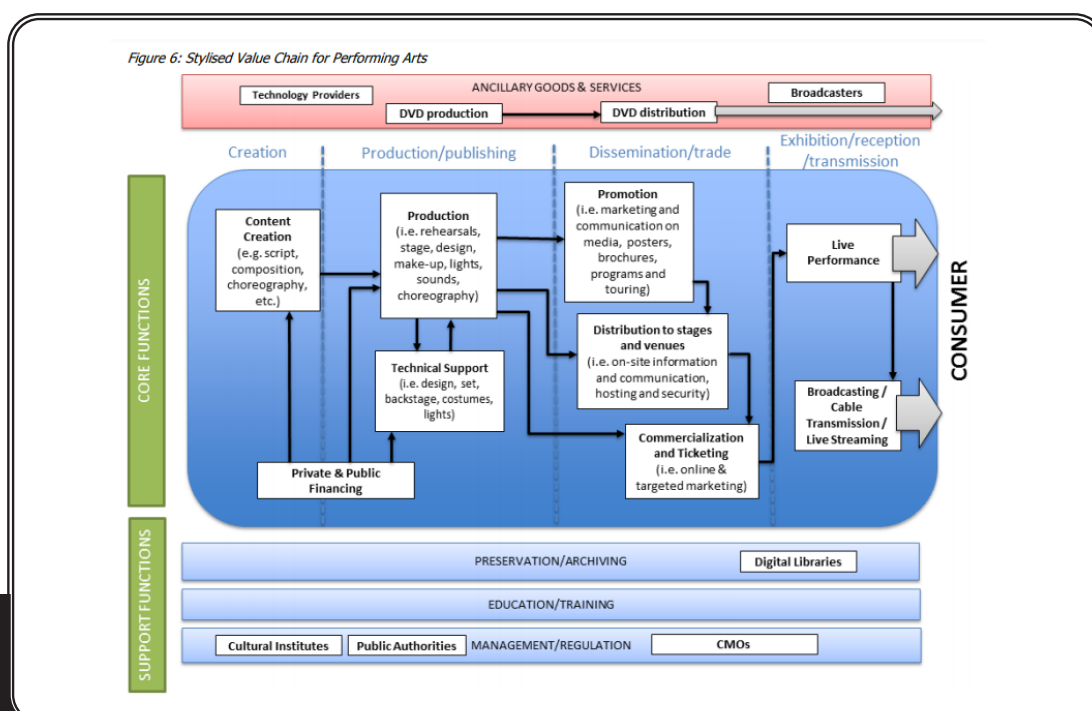 Figure 6: Stylised Value Chain for Performing Arts
ANCILLARY GOODS & SERVICES
Technology Providers
Broadcasters
DVD production
DVD distribution
Creation
Production/publishing
Dissemination/trade
Exhibition/reception
/transmission
CORE FUNCTIONS
Content
Creation
(e.g. script,
composition,
choreography,
etc.)
Production
(i.e. rehearsals,
stage, design,
make-up, lights,
sounds,
choreography)
Technical Support
(i.e. design, set,
backstage, costumes,
lights)
Private & Public
Financing
Promotion
(i.e. marketing and
communication on
media, posters,
brochures,
programs and
touring)
Distribution to stages
and venues
(i.e. on-site information
and communication,
hosting and security)
Commercialization
and Ticketing
(i.e. online &
targeted marketing)
Live
Performance
Broadcasting /
Cable
Transmission /
Live Streaming
CONSUMER
SUPPORT FUNCTIONS
PRESERVATION/ARCHIVING
Digital Libraries
EDUCATION/TRAINING
Cultural Institutes
Public Authorities
MANAGEMENT/REGULATION
CMOs